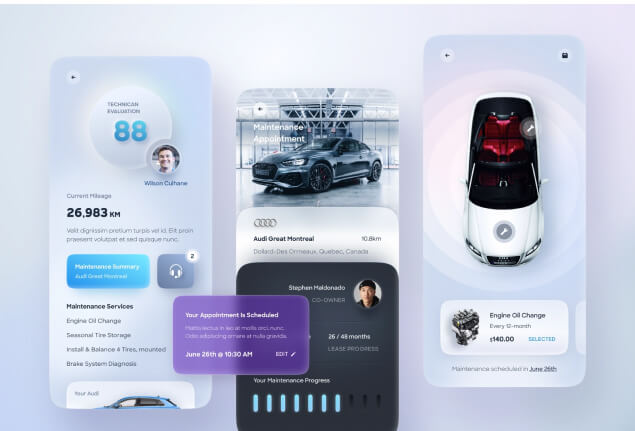 TECHNICAN
EVALUATION
88
Wilson Culhane
Current Mileage
26,983 KM
Velit dignissim pretium turpis vel id. Elit proin
praesent volutpat et sed quisque nunc.
Maintenance Summary
Audi Great Montreal
2
Maintenance Services
Engine Oil Change
Seasonal Tire Storage
Install & Balance 4 Tires, mounted
Brake System Diagnosis
Your Audi
Maintenance
Appointment
Audi Great Montreal
10.8km
Dollard-Des Ormeaux, Quebec, Canada
Stephen Maldonado
CO-OWNER
26 / 48 months
LEASE PROGRESS
Your Maintenance Progress
Your Appointment Is Scheduled
Mattis lectus in leo at mollis orci, nunc.
Odio adipiscing ornare at nulla gravida.
June 26th @ 10:30 AM
EDIT
Engine Oil Change
Every 12-month
$140.00
SELECTED
Maintenance scheduled in June 26th